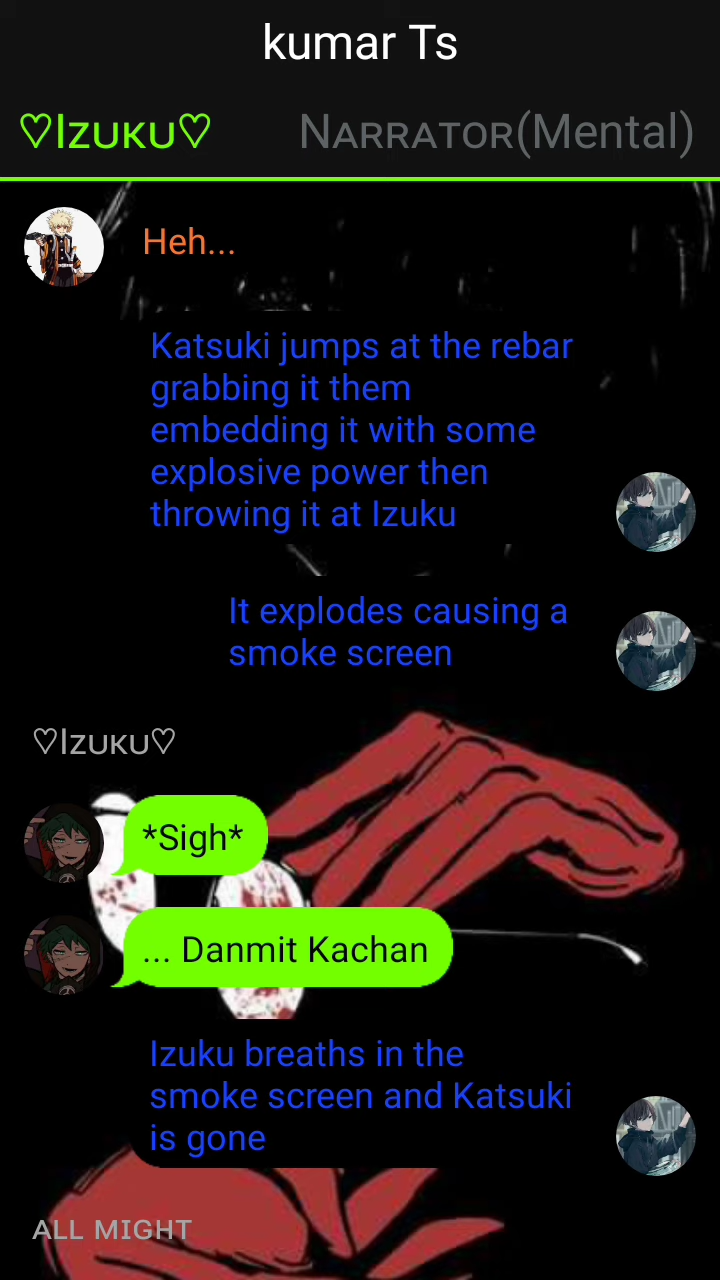 kumar Ts
♡Izuku♡
Narrator(Mental)
Heh...
Katsuki jumps at the rebar
grabbing it them
embedding it with some
explosive power then
throwing it at Izuku
It explodes causing a
smoke screen
♡Izuku♡
*Sigh*
... Danmit Kachan
Izuku breaths in the
smoke screen and Katsuki
is gone
ALL MIGHT